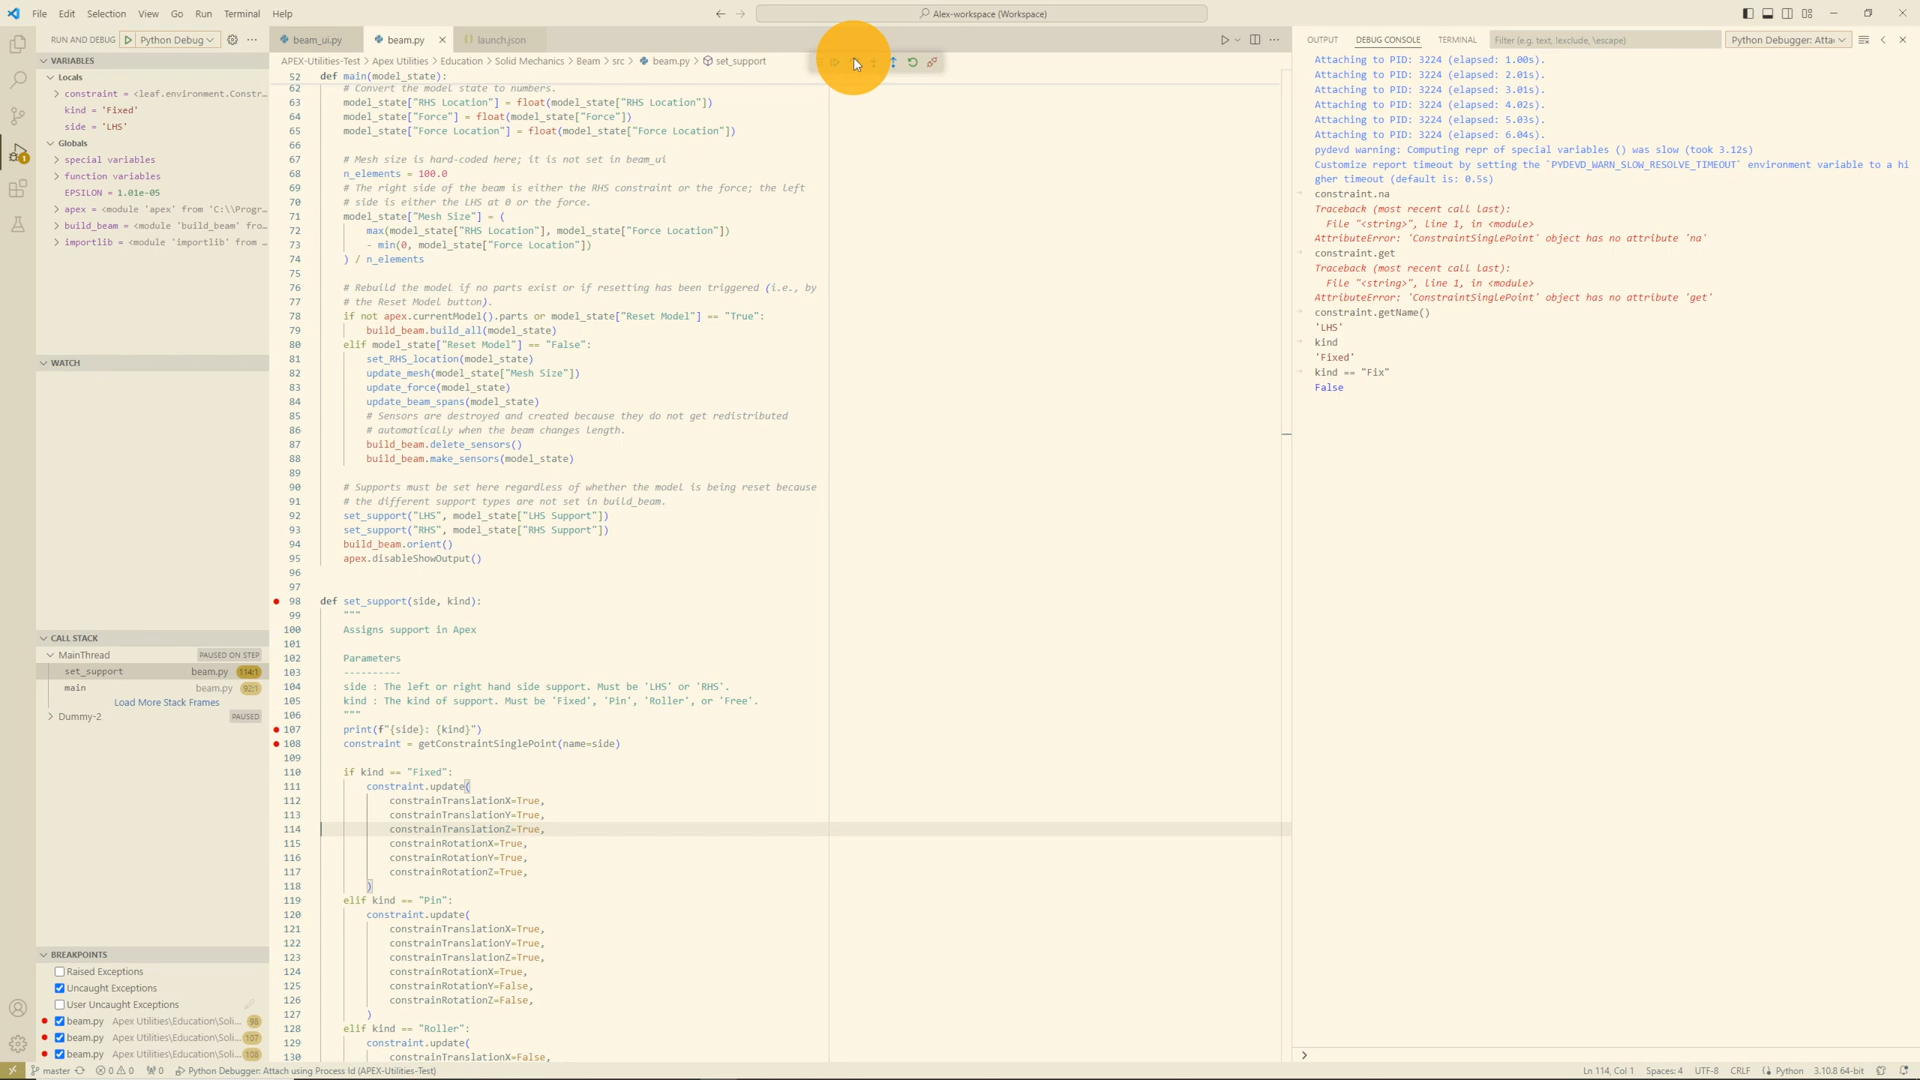 File Edit Selection View Go Run Terminal Help
Alex-workspace (Workspace)
RUN AND DEBUG Python Debug
beam_ui.py
beam.py
launch.json
OUTPUT DEBUG CONSOLE TERMINAL
Filter (e.g. text, !exclude, \escape)
Python Debugger: Atta
VARIABLES
Locals
constraint = <leaf.environment.Constr...
kind = 'Fixed'
side = 'LHS'
Globals
special variables
function variables
EPSILON = 1.01e-05
apex = <module 'apex' from 'C:\\Progr...
build_beam = <module 'build_beam' fro...
importlib = <module 'importlib' from ...
WATCH
CALL STACK
MainThread PAUSED ON STEP
set_support beam.py 114:1
main beam.py 92:1
Load More Stack Frames
Dummy-2 PAUSED
BREAKPOINTS
Raised Exceptions
Uncaught Exceptions
User Uncaught Exceptions
beam.py Apex Utilities\Education\Soli... 98
beam.py Apex Utilities\Education\Soli... 107
beam.py Apex Utilities\Education\Soli... 108
APEX-Utilities-Test > Apex Utilities > Education > Solid Mechanics > Beam > src > beam.py > set_support
52 def main(model_state):
62 # Convert the model state to numbers.
63 model_state["RHS Location"] = float(model_state["RHS Location"])
64 model_state["Force"] = float(model_state["Force"])
65 model_state["Force Location"] = float(model_state["Force Location"])
66
67 # Mesh size is hard-coded here; it is not set in beam_ui
68 n_elements = 100.0
69 # The right side of the beam is either the RHS constraint or the force; the left
70 # side is either the LHS at 0 or the force.
71 model_state["Mesh Size"] = (
72 max(model_state["RHS Location"], model_state["Force Location"])
73 - min(0, model_state["Force Location"])
74 ) / n_elements
75
76 # Rebuild the model if no parts exist or if resetting has been triggered (i.e., by
77 # the Reset Model button).
78 if not apex.currentModel().parts or model_state["Reset Model"] == "True":
79 build_beam.build_all(model_state)
80 elif model_state["Reset Model"] == "False":
81 set_RHS_location(model_state)
82 update_mesh(model_state["Mesh Size"])
83 update_force(model_state)
84 update_beam_spans(model_state)
85 # Sensors are destroyed and created because they do not get redistributed
86 # automatically when the beam changes length.
87 build_beam.delete_sensors()
88 build_beam.make_sensors(model_state)
89
90 # Supports must be set here regardless of whether the model is being reset because
91 # the different support types are not set in build_beam.
92 set_support("LHS", model_state["LHS Support"])
93 set_support("RHS", model_state["RHS Support"])
94 build_beam.orient()
95 apex.disableShowOutput()
96
97
98 def set_support(side, kind):
99 """
100 Assigns support in Apex
101
102 Parameters
103 ----------
104 side : The left or right hand side support. Must be 'LHS' or 'RHS'.
105 kind : The kind of support. Must be 'Fixed', 'Pin', 'Roller', or 'Free'.
106 """
107 print(f"{side}: {kind}")
108 constraint = getConstraintSinglePoint(name=side)
109
110 if kind == "Fixed":
111 constraint.update(
112 constrainTranslationX=True,
113 constrainTranslationY=True,
114 constrainTranslationZ=True,
115 constrainRotationX=True,
116 constrainRotationY=True,
117 constrainRotationZ=True,
118 )
119 elif kind == "Pin":
120 constraint.update(
121 constrainTranslationX=True,
122 constrainTranslationY=True,
123 constrainTranslationZ=True,
124 constrainRotationX=True,
125 constrainRotationY=False,
126 constrainRotationZ=False,
127 )
128 elif kind == "Roller":
129 constraint.update(
130 constrainTranslationX=False,
Attaching to PID: 3224 (elapsed: 1.00s).
Attaching to PID: 3224 (elapsed: 2.01s).
Attaching to PID: 3224 (elapsed: 3.01s).
Attaching to PID: 3224 (elapsed: 4.02s).
Attaching to PID: 3224 (elapsed: 5.03s).
Attaching to PID: 3224 (elapsed: 6.04s).
pydevd warning: Computing repr of special variables () was slow (took 3.12s)
Customize report timeout by setting the `PYDEVD_WARN_SLOW_RESOLVE_TIMEOUT` environment variable to a hi
gher timeout (default is: 0.5s)
constraint.na
Traceback (most recent call last):
File "<string>", line 1, in <module>
AttributeError: 'ConstraintSinglePoint' object has no attribute 'na'
constraint.get
Traceback (most recent call last):
File "<string>", line 1, in <module>
AttributeError: 'ConstraintSinglePoint' object has no attribute 'get'
constraint.getName()
'LHS'
kind
'Fixed'
kind == "Fix"
False
master 0 0 0 Python Debugger: Attach using Process Id (APEX-Utilities-Test)
Ln 114, Col 1 Spaces: 4 UTF-8 CRLF Python 3.10.8 64-bit